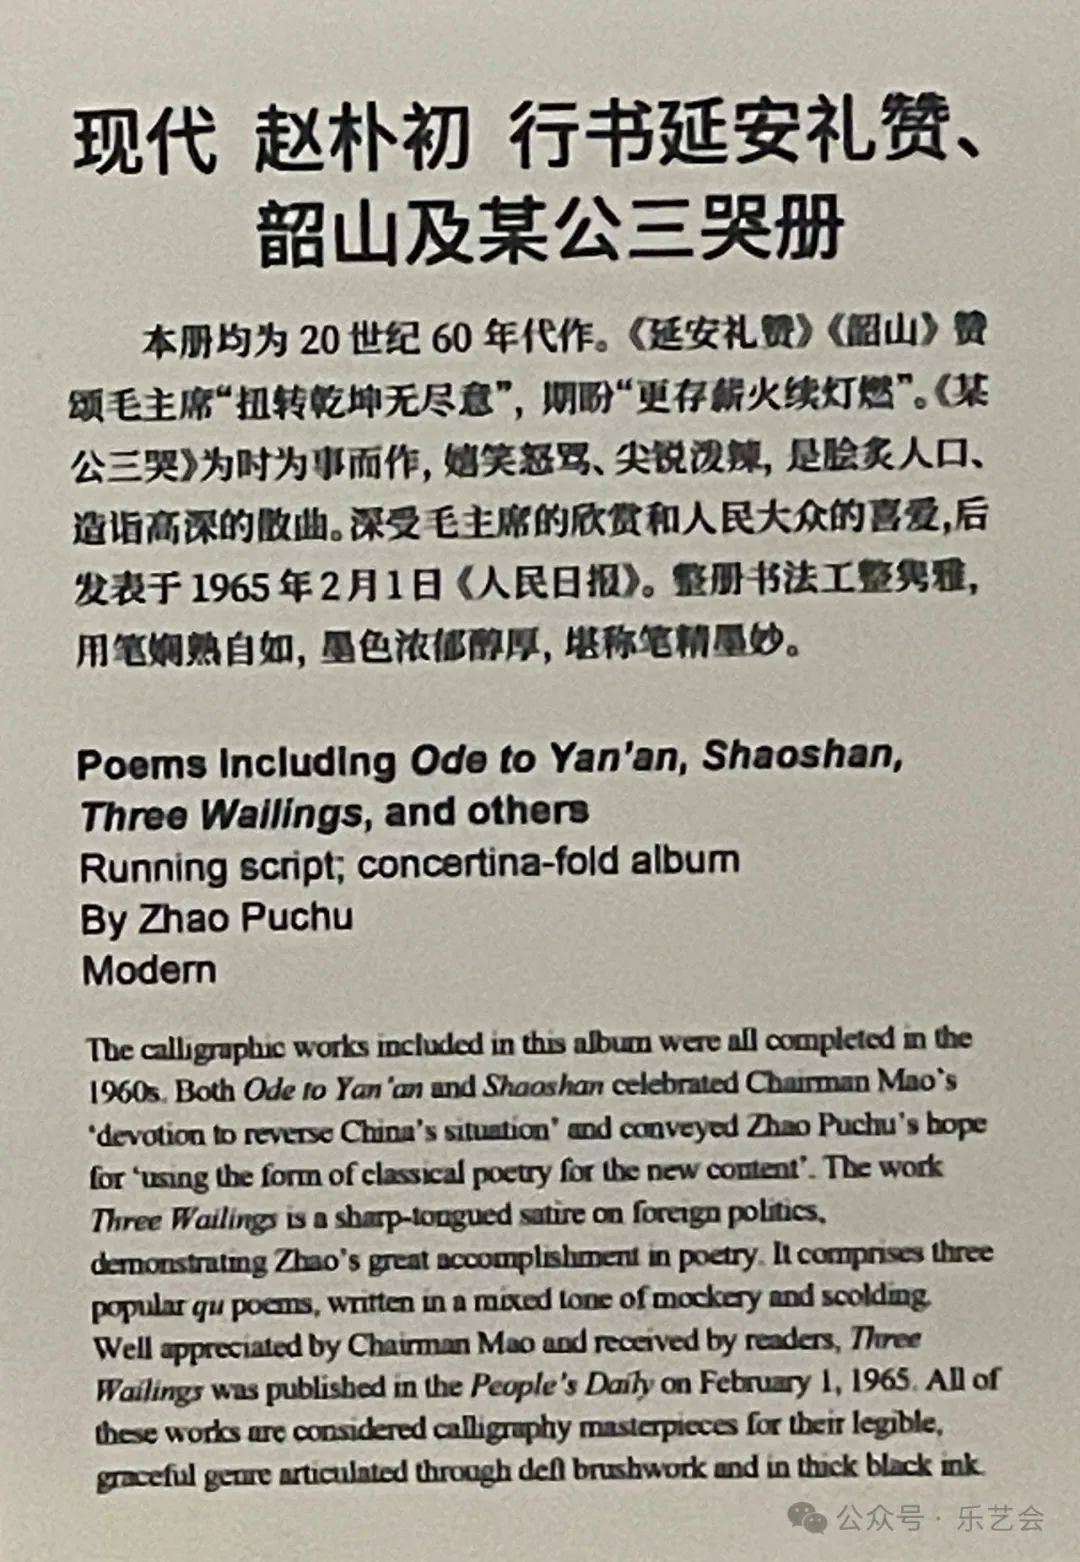 现代 赵朴初 行书延安礼赞、
韶山及某公三哭册
本册均为20世纪60年代作。《延安礼赞》《韶山》赞
颂毛主席“扭转乾坤无尽意”，期盼“更存薪火续灯燃”。《某
公三哭》为时为事而作，嬉笑怒骂、尖锐泼辣，是脍炙人口、
造诣高深的散曲。深受毛主席的欣赏和人民大众的喜爱，后
发表于1965年2月1日《人民日报》。整册书法工整隽雅，
用笔娴熟自如，墨色浓郁醇厚，堪称笔精墨妙。
Poems Including Ode to Yan’an, Shaoshan,
Three Wailings, and others
Running script; concertina-fold album
By Zhao Puchu
Modern
The calligraphic works included in this album were all completed in the
1960s. Both Ode to Yan’an and Shaoshan celebrated Chairman Mao’s
‘devotion to reverse China’s situation’ and conveyed Zhao Puchu’s hope
for ‘using the form of classical poetry for the new content’. The work
Three Wailings is a sharp-tongued satire on foreign politics,
demonstrating Zhao’s great accomplishment in poetry. It comprises three
popular qu poems, written in a mixed tone of mockery and scolding.
Well appreciated by Chairman Mao and received by readers, Three
Wailings was published in the People’s Daily on February 1, 1965. All of
these works are considered calligraphy masterpieces for their legible,
graceful genre articulated through deft brushwork and in thick black ink.
公众号·乐艺会